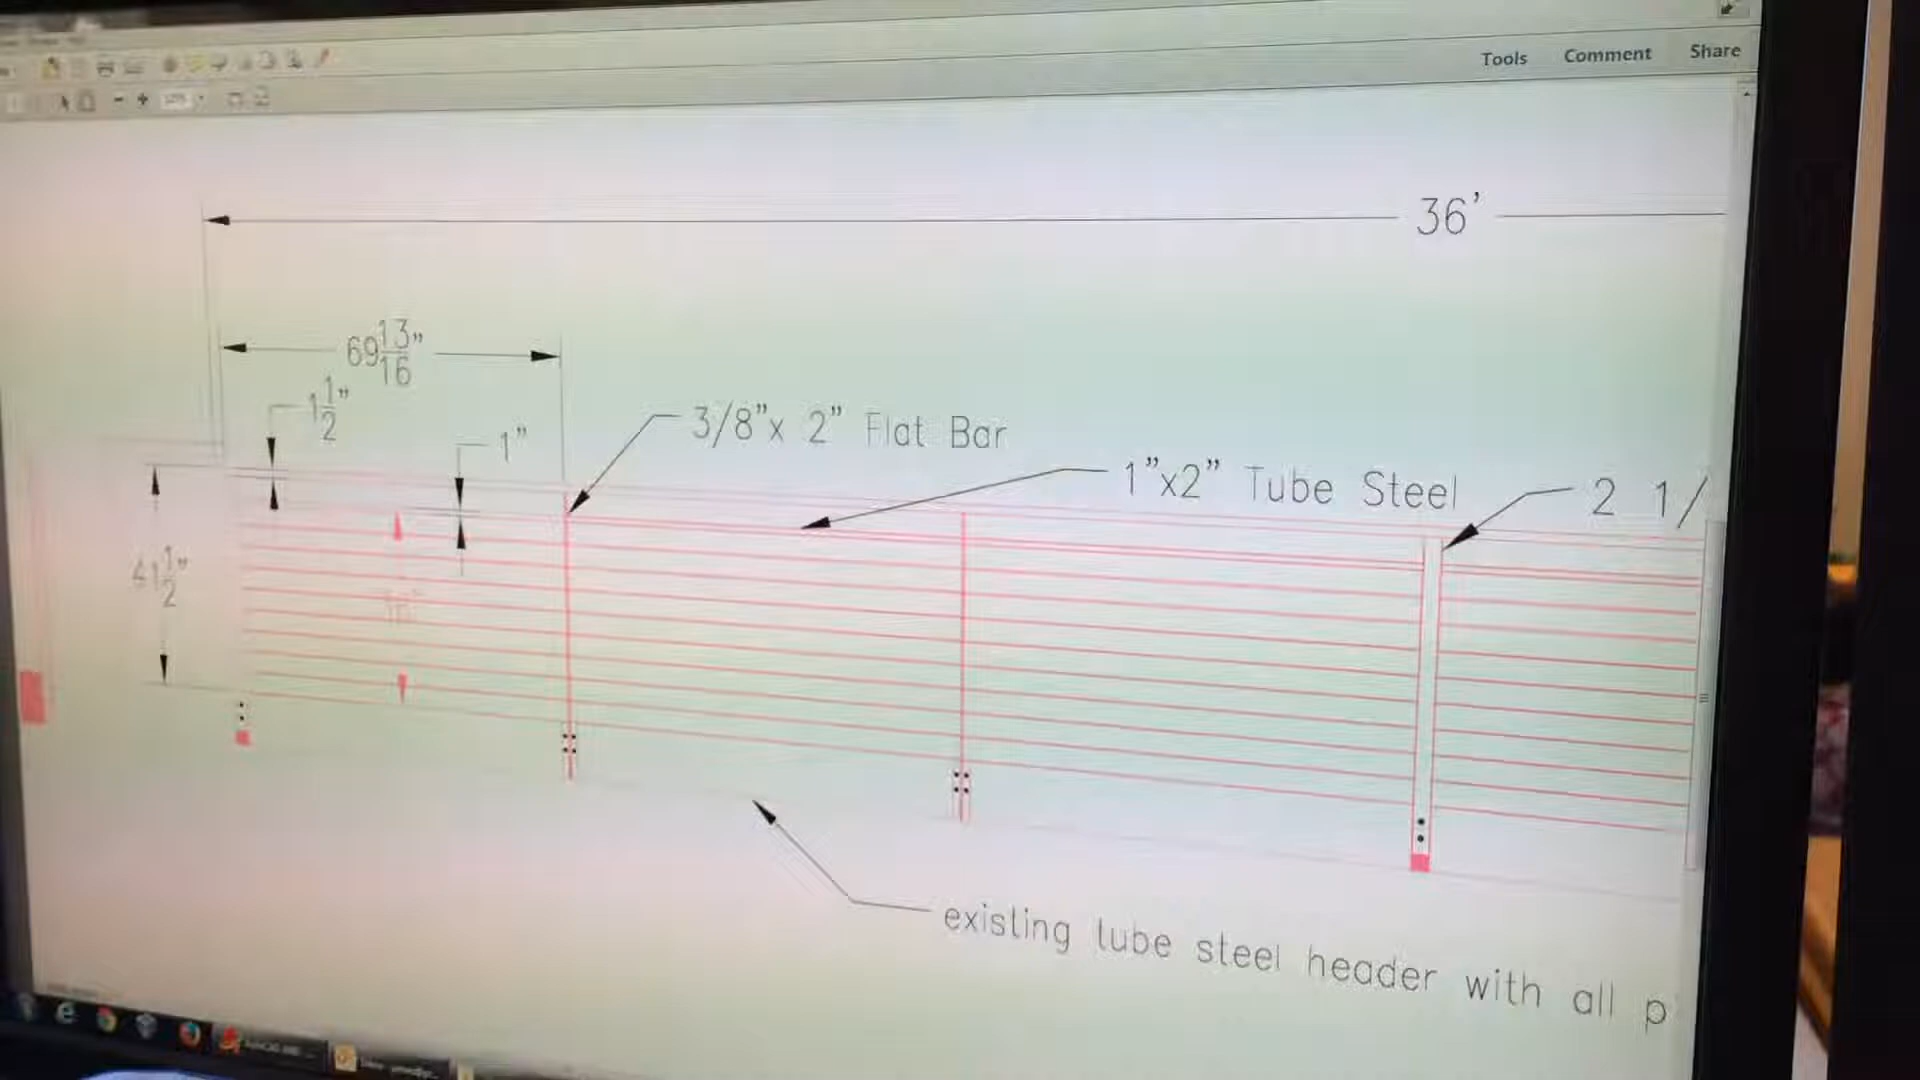 Tools Comment Share
36'
69 13/16"
1 1/2"
1"
3/8"x 2" Flat Bar
1"x2" Tube Steel
2 1/
41 1/2"
existing tube steel header with all p